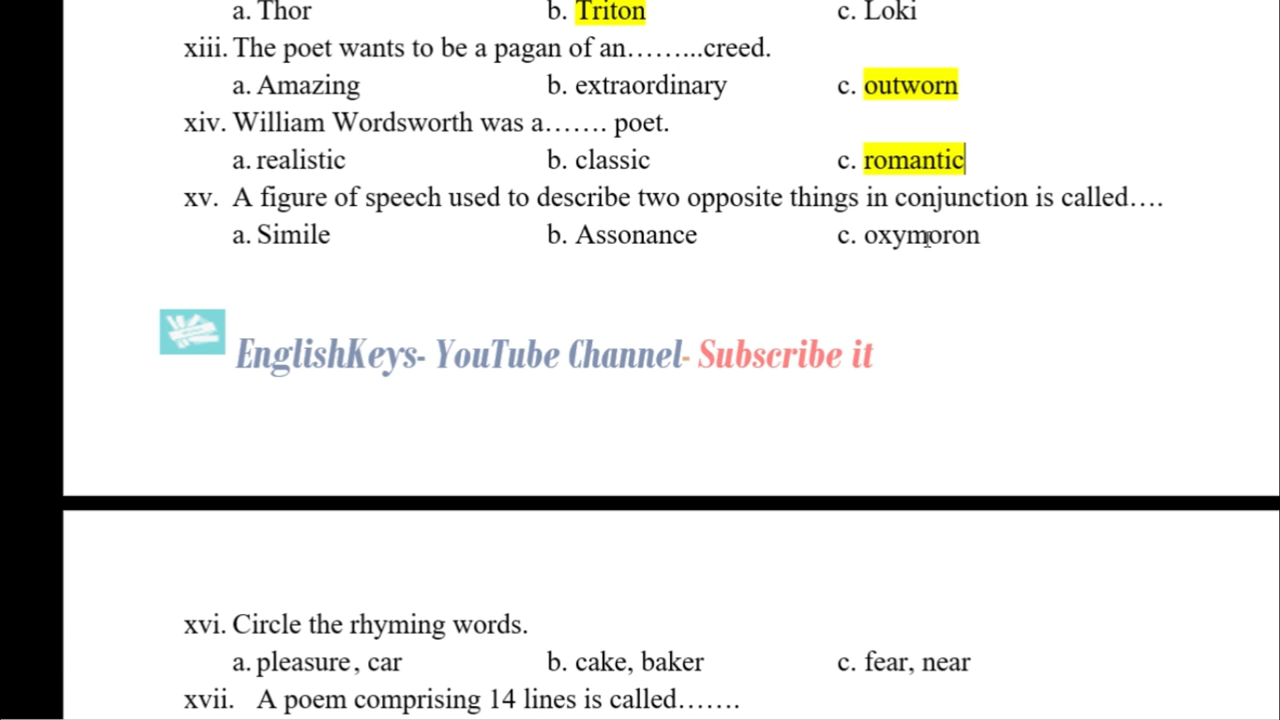 a. Thor b. Triton c. Loki
xiii. The poet wants to be a pagan of an……...creed.
a. Amazing b. extraordinary c. outworn
xiv. William Wordsworth was a……. poet.
a. realistic b. classic c. romantic
xv. A figure of speech used to describe two opposite things in conjunction is called….
a. Simile b. Assonance c. oxymoron
EnglishKeys- YouTube Channel- Subscribe it
xvi. Circle the rhyming words.
a. pleasure, car b. cake, baker c. fear, near
xvii. A poem comprising 14 lines is called…….